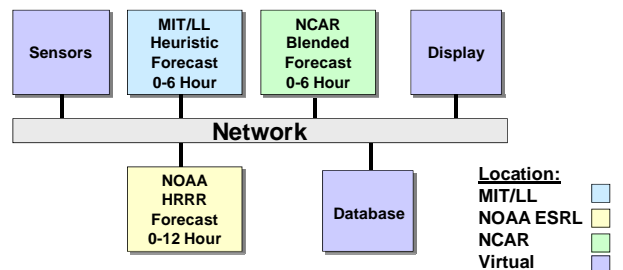 Sensors
MIT/LL
Heuristic
Forecast
0-6 Hour
NCAR
Blended
Forecast
0-6 Hour
Display
Network
NOAA
HRRR
Forecast
0-12 Hour
Database
Location:
MIT/LL
NOAA ESRL
NCAR
Virtual